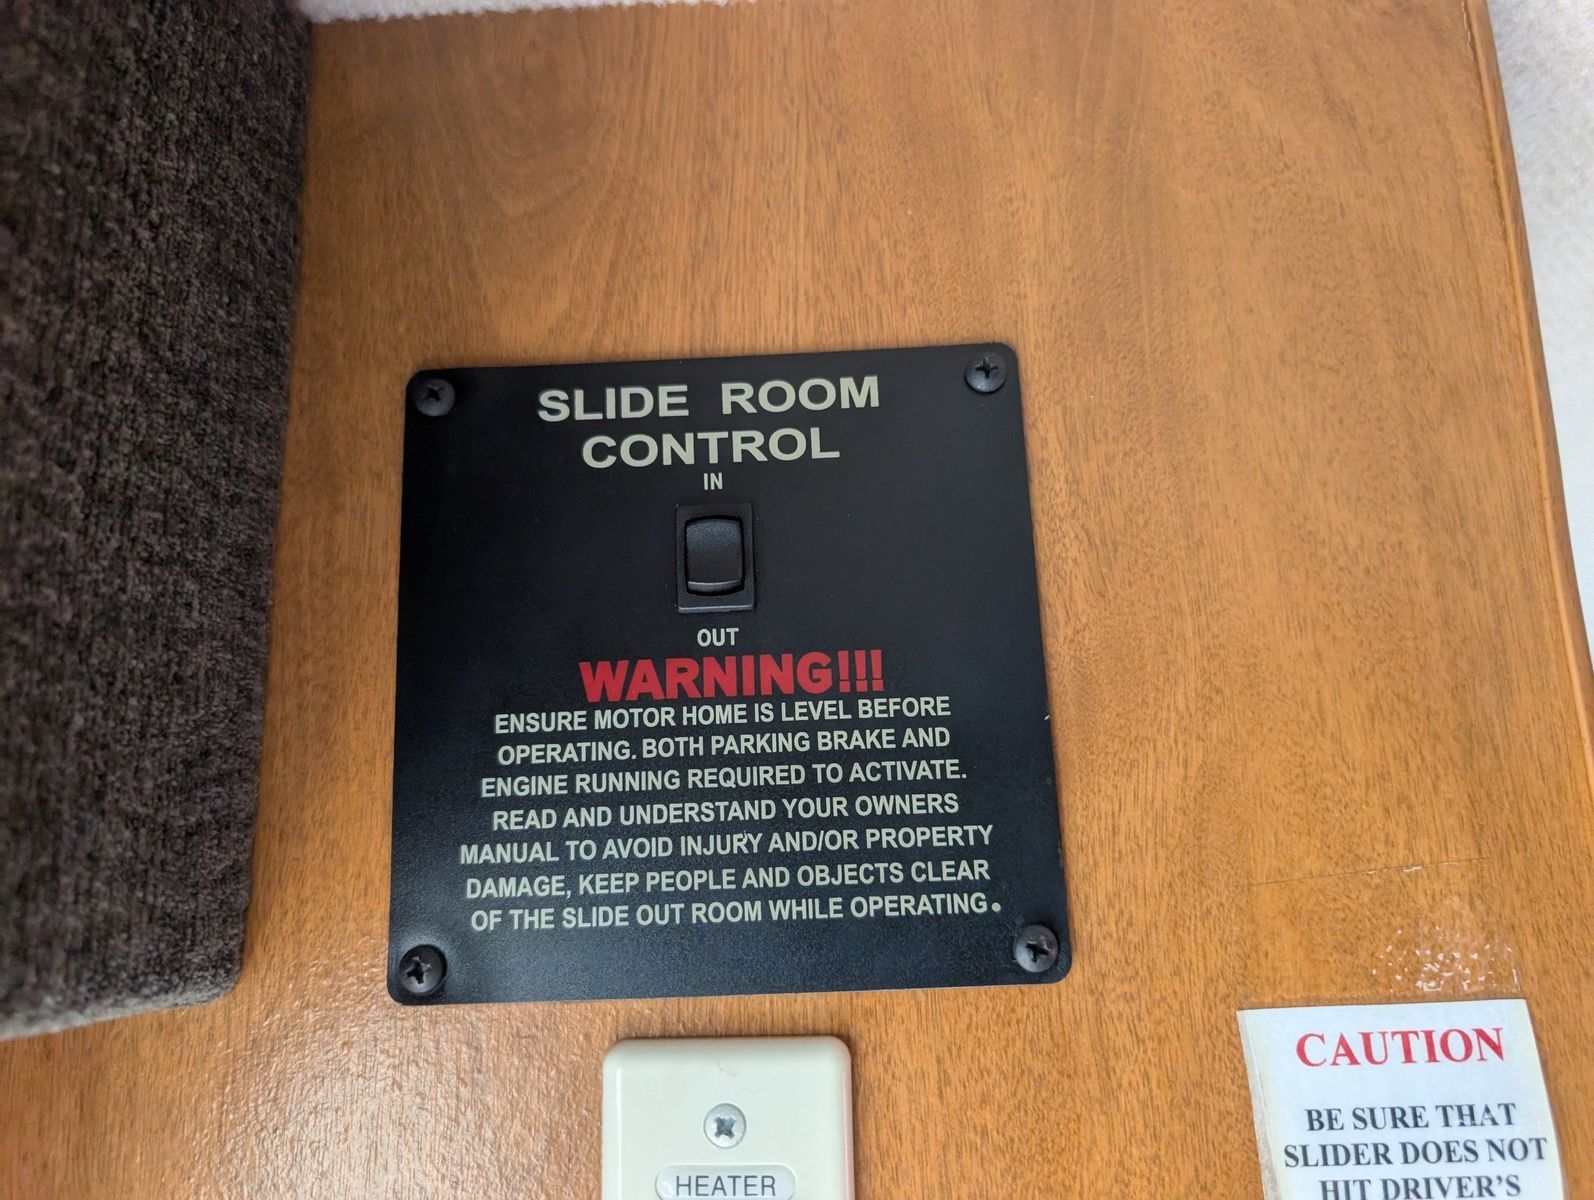 SLIDE ROOM
CONTROL
IN
OUT
WARNING!!!
ENSURE MOTOR HOME IS LEVEL BEFORE
OPERATING. BOTH PARKING BRAKE AND
ENGINE RUNNING REQUIRED TO ACTIVATE.
READ AND UNDERSTAND YOUR OWNERS
MANUAL TO AVOID INJURY AND/OR PROPERTY
DAMAGE, KEEP PEOPLE AND OBJECTS CLEAR
OF THE SLIDE OUT ROOM WHILE OPERATING.
HEATER
CAUTION
BE SURE THAT
SLIDER DOES NOT
HIT DRIVER'S